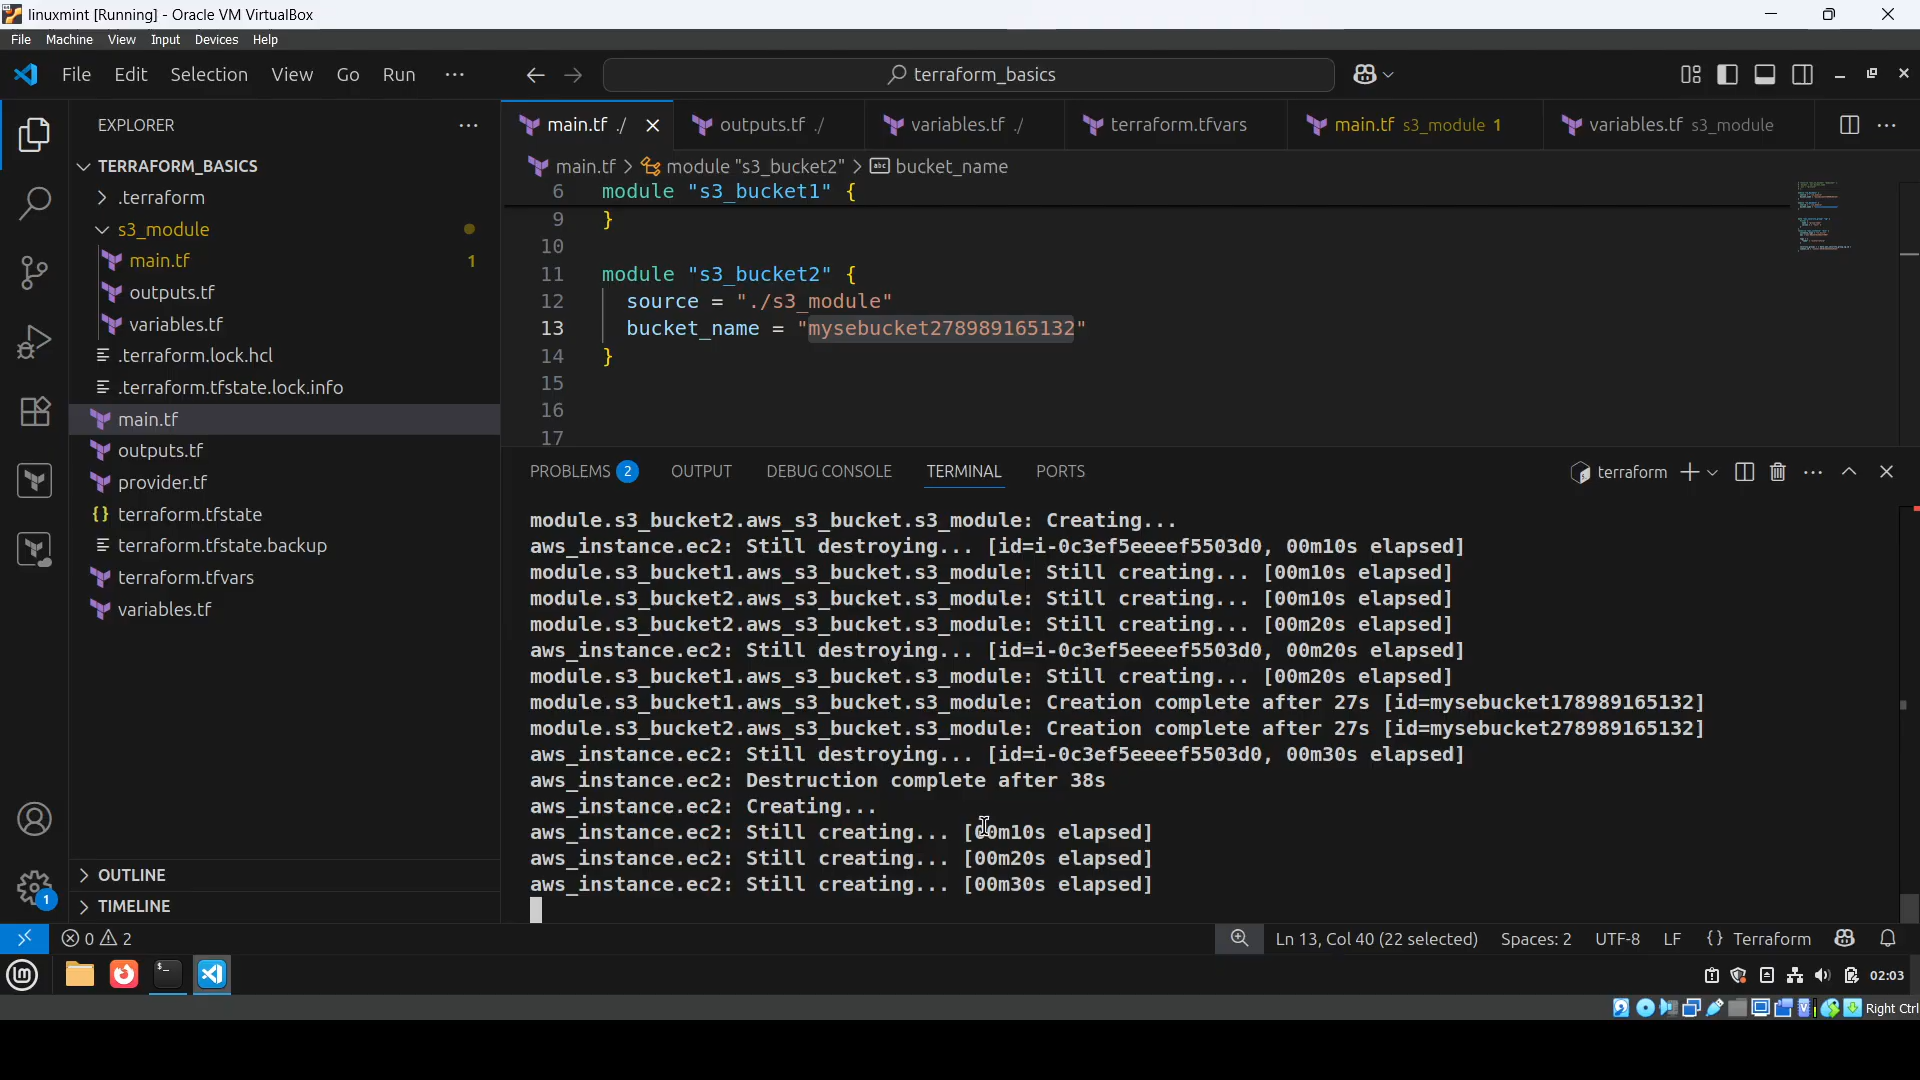 linuxmint [Running] - Oracle VM VirtualBox
File Machine View Input Devices Help
File Edit Selection View Go Run ··· terraform_basics
EXPLORER ···
TERRAFORM_BASICS
.terraform
s3_module
main.tf 1
outputs.tf
variables.tf
.terraform.lock.hcl
.terraform.tfstate.lock.info
main.tf
outputs.tf
provider.tf
{} terraform.tfstate
terraform.tfstate.backup
terraform.tfvars
variables.tf
OUTLINE
TIMELINE
1
main.tf ./ outputs.tf ./ variables.tf ./ terraform.tfvars main.tf s3_module 1 variables.tf s3_module ···
main.tf > module "s3_bucket2" > abc bucket_name
6 module "s3_bucket1" {
9 }
10
11 module "s3_bucket2" {
12 source = "./s3_module"
13 bucket_name = "mysebucket278989165132"
14 }
15
16
17
PROBLEMS 2 OUTPUT DEBUG CONSOLE TERMINAL PORTS terraform ···
module.s3_bucket2.aws_s3_bucket.s3_module: Creating...
aws_instance.ec2: Still destroying... [id=i-0c3ef5eeeef5503d0, 00m10s elapsed]
module.s3_bucket1.aws_s3_bucket.s3_module: Still creating... [00m10s elapsed]
module.s3_bucket2.aws_s3_bucket.s3_module: Still creating... [00m10s elapsed]
module.s3_bucket2.aws_s3_bucket.s3_module: Still creating... [00m20s elapsed]
aws_instance.ec2: Still destroying... [id=i-0c3ef5eeeef5503d0, 00m20s elapsed]
module.s3_bucket1.aws_s3_bucket.s3_module: Still creating... [00m20s elapsed]
module.s3_bucket1.aws_s3_bucket.s3_module: Creation complete after 27s [id=mysebucket178989165132]
module.s3_bucket2.aws_s3_bucket.s3_module: Creation complete after 27s [id=mysebucket278989165132]
aws_instance.ec2: Still destroying... [id=i-0c3ef5eeeef5503d0, 00m30s elapsed]
aws_instance.ec2: Destruction complete after 38s
aws_instance.ec2: Creating...
aws_instance.ec2: Still creating... [00m10s elapsed]
aws_instance.ec2: Still creating... [00m20s elapsed]
aws_instance.ec2: Still creating... [00m30s elapsed]
0 2 Ln 13, Col 40 (22 selected) Spaces: 2 UTF-8 LF {} Terraform
02:03
Right Ctrl